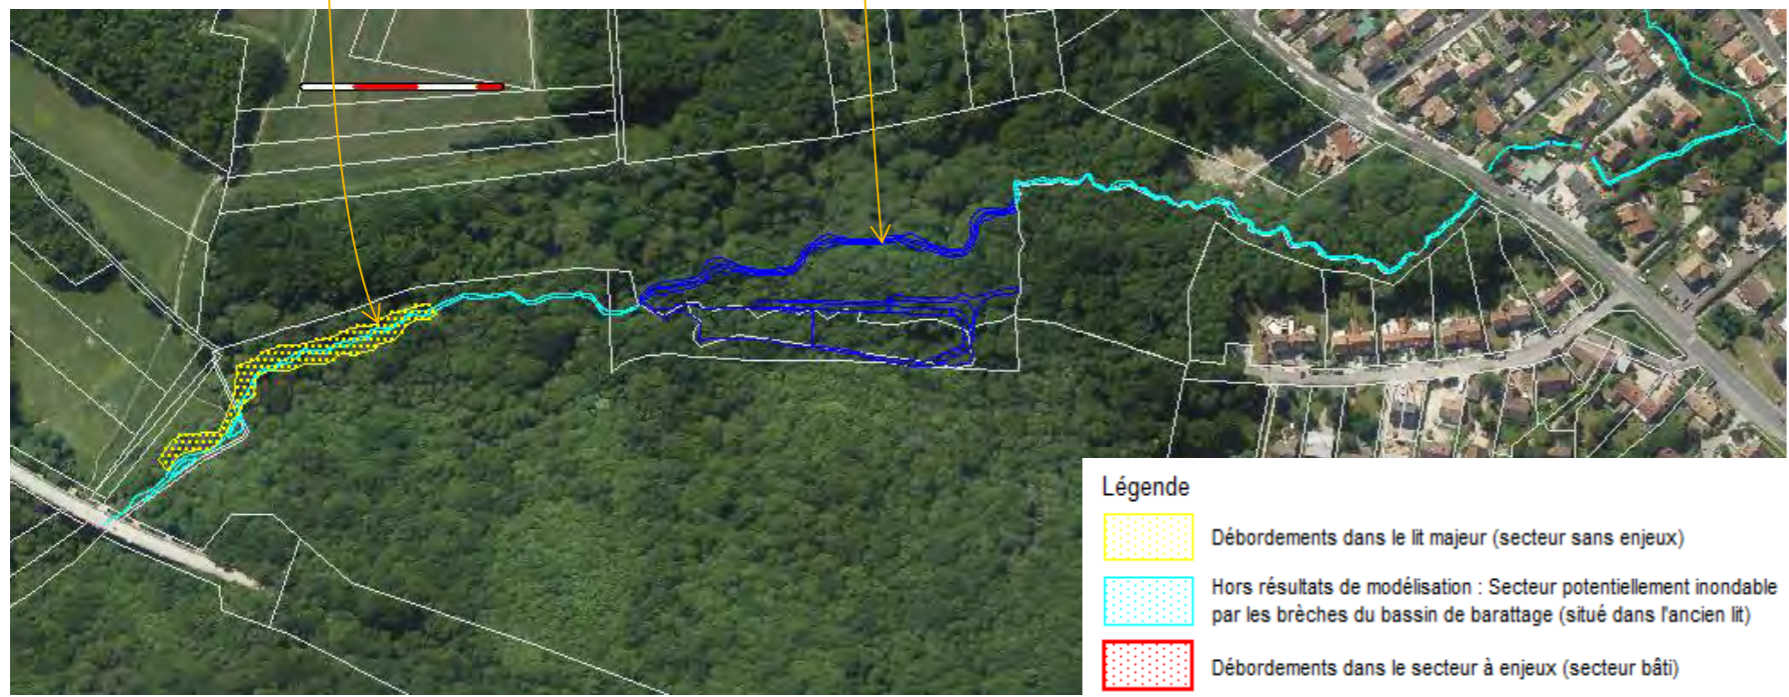 Légende
Débordements dans le lit majeur (secteur sans enjeux)
Hors résultats de modélisation : Secteur potentiellement inondable
par les brèches du bassin de barattage (situé dans l'ancien lit)
Débordements dans le secteur à enjeux (secteur bâti)